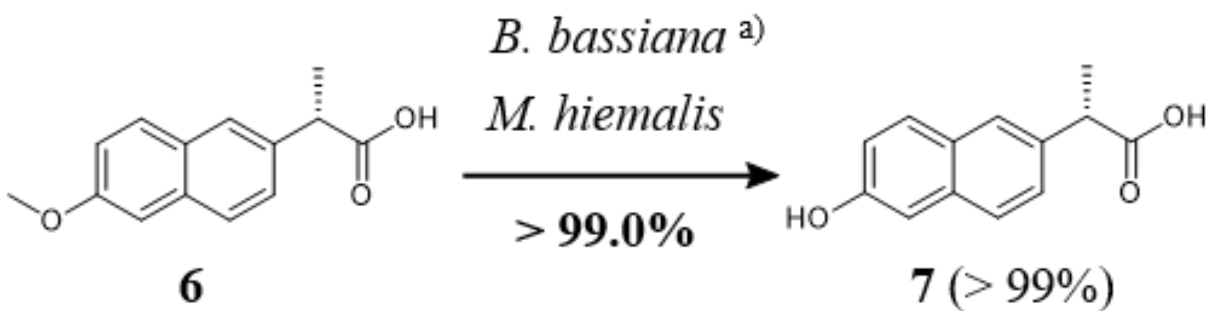 B. bassiana a)
M. hiemalis
> 99.0%
OH
O
O
6
OH
O
HO
7 (> 99%)